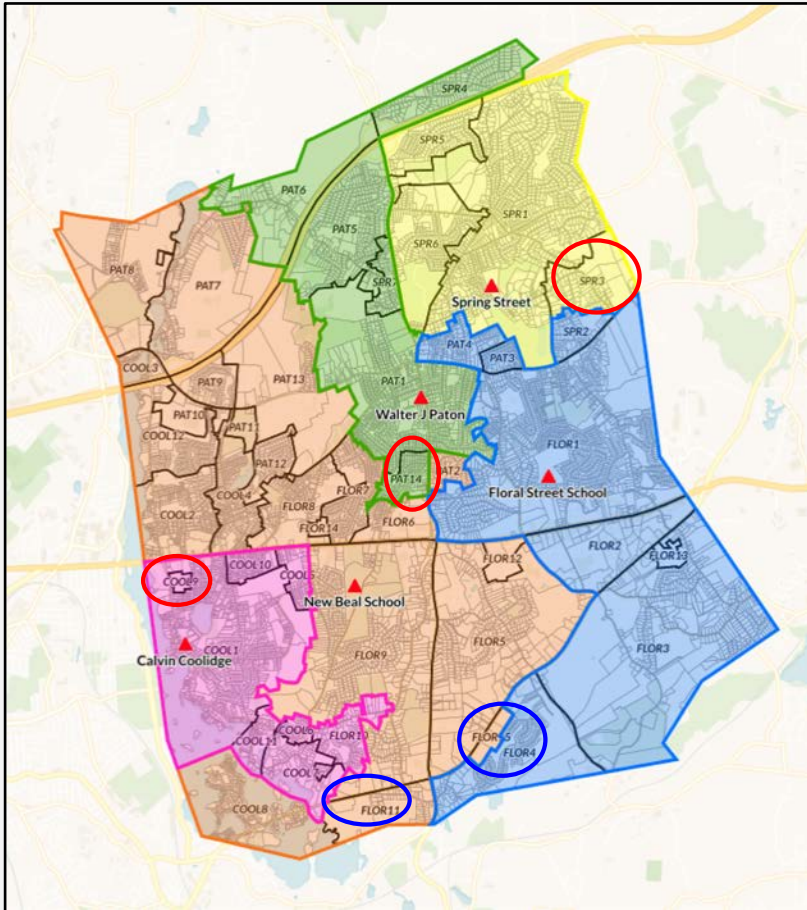 SPR4
SPR5
PAT6
SPR1
PAT5
SPR6
PAT8
PAT7
SPR7
SPR3
Spring Street
SPR2
PAT4
PAT3
COOL3
PAT9
PAT13
PAT1
Walter J Paton
PAT10
PAT11
COOL12
FLOR1
PAT12
PAT14
PAT2
Floral Street School
COOL4
FLOR7
COOL2
FLOR8
FLOR14
FLOR6
FLOR2
FLOR13
COOL10
FLOR12
COOL9
COOL5
New Beal School
COOL1
FLOR5
FLOR3
Calvin Coolidge
FLOR9
COOL6
FLOR10
COOL11
FLOR4
COOL7
COOL8
FLOR11